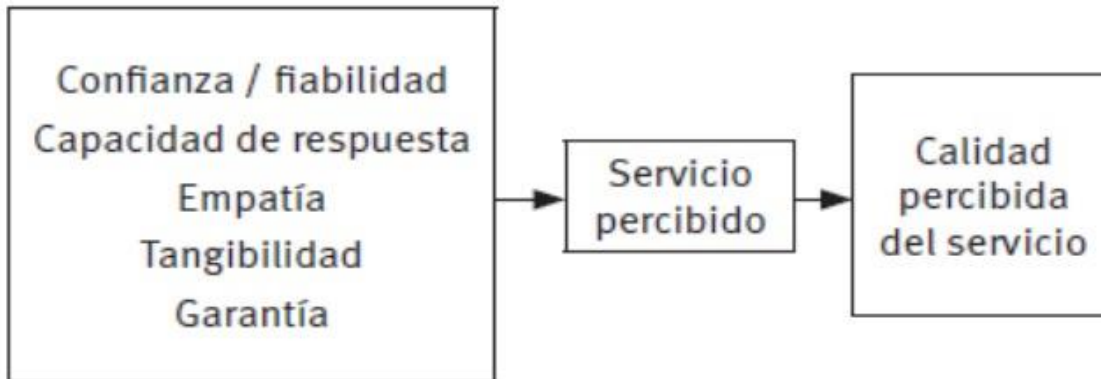 Confianza / fiabilidad
Capacidad de respuesta
Empatía
Tangibilidad
Garantía
Servicio
percibido
Calidad
percibida
del servicio